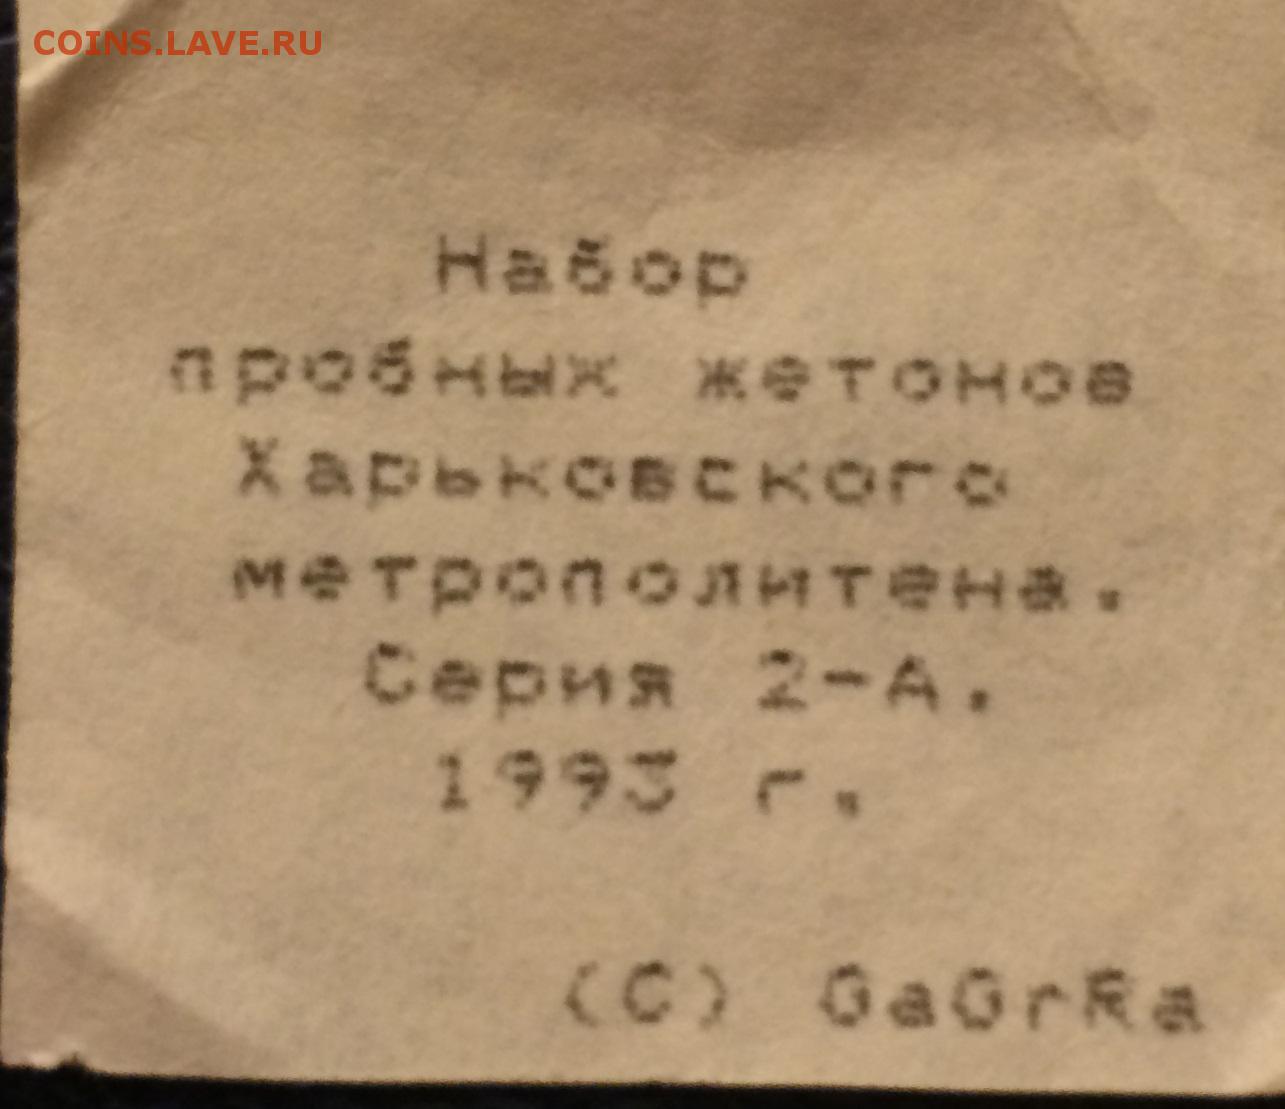 COINS.LAVE.RU
Набор
пробных жетонов
Харьковского
метрополитена.
Серия 2-А.
1993 г.
(C) GaGrRa